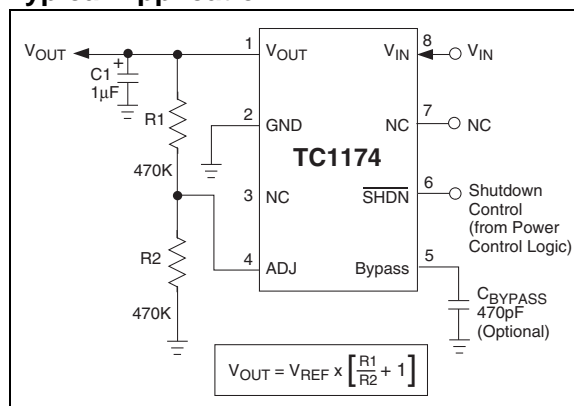 VOUT
C1
1µF
+
R1
470K
R2
470K
1
VOUT
2
GND
3
NC
4
ADJ
TC1174
VIN
8
VIN
NC
7
NC
SHDN
6
Shutdown
Control
(from Power
Control Logic)
Bypass
5
CBYPASS
470pF
(Optional)
VOUT = VREF x [R1/R2 + 1]